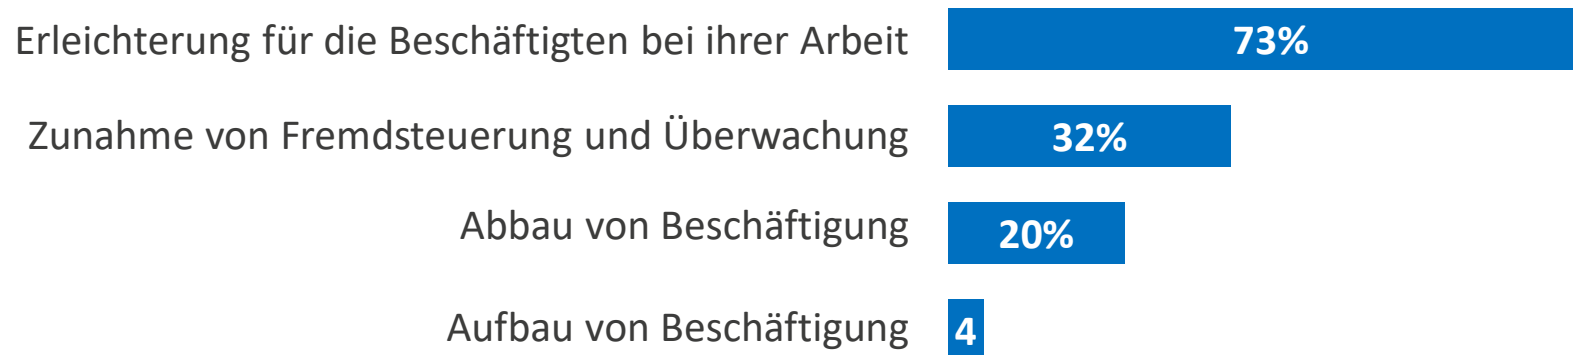 Erleichterung für die Beschäftigten bei ihrer Arbeit 73%
Zunahme von Fremdsteuerung und Überwachung 32%
Abbau von Beschäftigung 20%
Aufbau von Beschäftigung 4